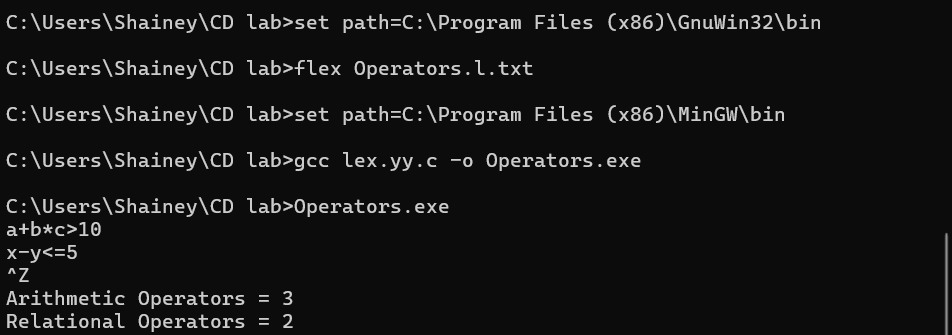 C:\Users\Shainey\CD lab>set path=C:\Program Files (x86)\GnuWin32\bin
C:\Users\Shainey\CD lab>flex Operators.l.txt
C:\Users\Shainey\CD lab>set path=C:\Program Files (x86)\MinGW\bin
C:\Users\Shainey\CD lab>gcc lex.yy.c -o Operators.exe
C:\Users\Shainey\CD lab>Operators.exe
a+b*c>10
x-y<=5
^Z
Arithmetic Operators = 3
Relational Operators = 2